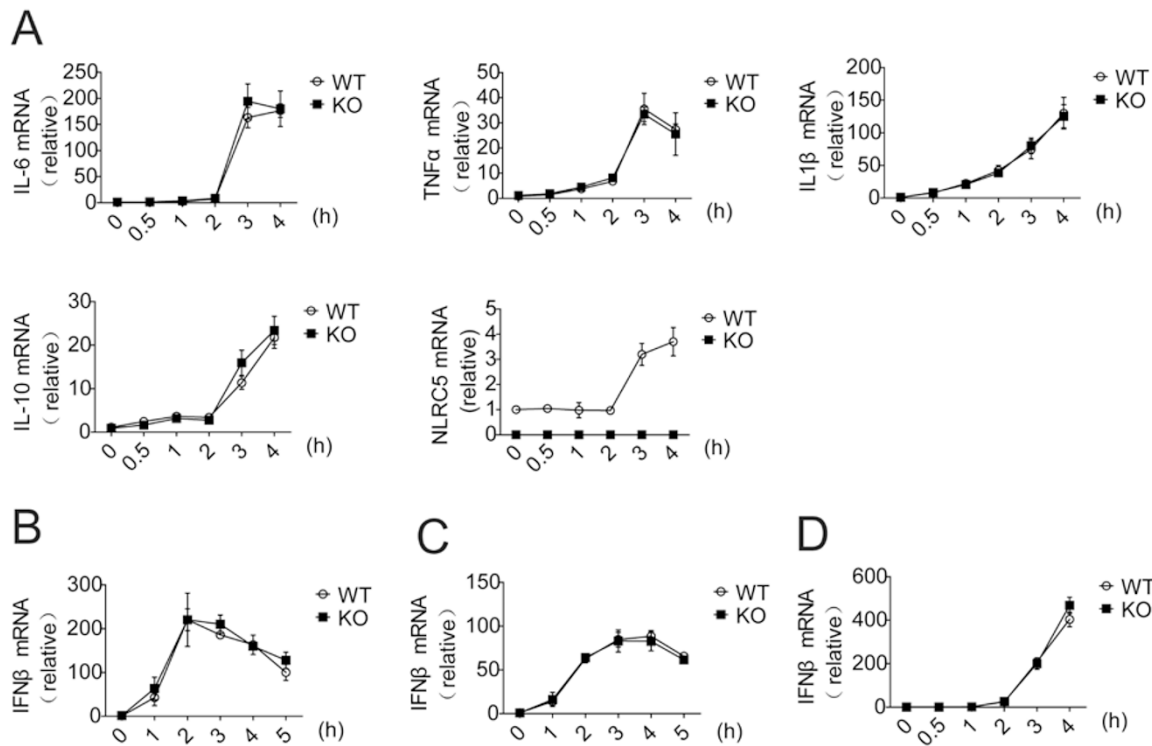 A
IL-6 mRNA
（relative）
250
200
150
100
50
0
0 0.5 1 2 3 4 (h)
WT
KO
TNFα mRNA
（relative）
50
40
30
20
10
0
0 0.5 1 2 3 4 (h)
WT
KO
IL1β mRNA
（relative）
200
150
100
50
0
0 0.5 1 2 3 4 (h)
WT
KO
IL-10 mRNA
（relative）
30
20
10
0
0 0.5 1 2 3 4 (h)
WT
KO
NLRC5 mRNA
(relative)
5
4
3
2
1
0
0 0.5 1 2 3 4 (h)
WT
KO
B
IFNβ mRNA
（relative）
300
200
100
0
0 1 2 3 4 5 (h)
WT
KO
C
IFNβ mRNA
（relative）
150
100
50
0
0 1 2 3 4 5 (h)
WT
KO
D
IFNβ mRNA
（relative）
600
400
200
0
0 0.5 1 2 3 4 (h)
WT
KO